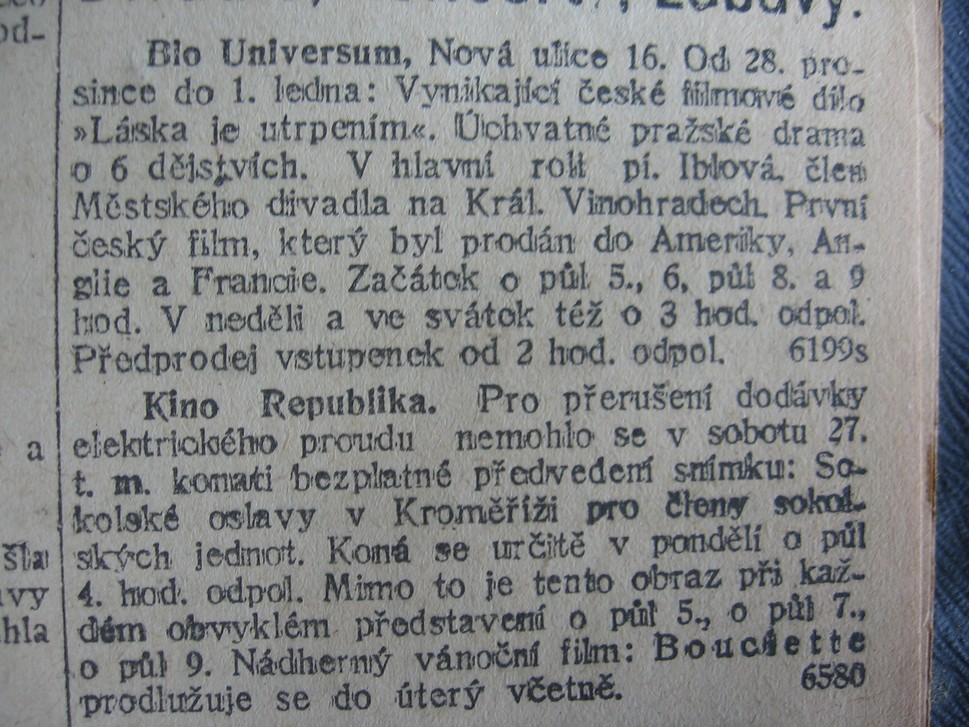 zábavy.
Bio Universum, Nová ulice 16. Od 28. pro-
since do 1. ledna: Vynikající české filmové dílo
»Láska je utrpením«. Úchvatné pražské drama
o 6 dějstvích. V hlavní roli pí. Iblová, člen
Městského divadla na Král. Vinohradech. První
český film, který byl prodán do Ameriky, An-
glie a Francie. Začátek o půl 5., 6, půl 8. a 9
hod. V neděli a ve svátek též o 3 hod. odpol.
Předprodej vstupenek od 2 hod. odpol. 6199s
Kino Republika. Pro přerušení dodávky
elektrického proudu nemohlo se v sobotu 27.
t. m. konati bezplatné předvedení snímku: So-
kolské oslavy v Kroměříži pro členy sokol-
ských jednot. Koná se určitě v pondělí o půl
4. hod. odpol. Mimo to je tento obraz při kaž-
dém obvyklém představení o půl 5., o půl 7.,
o půl 9. Nádherný vánoční film: Bouclette
prodlužuje se do úterý včetně. 6580